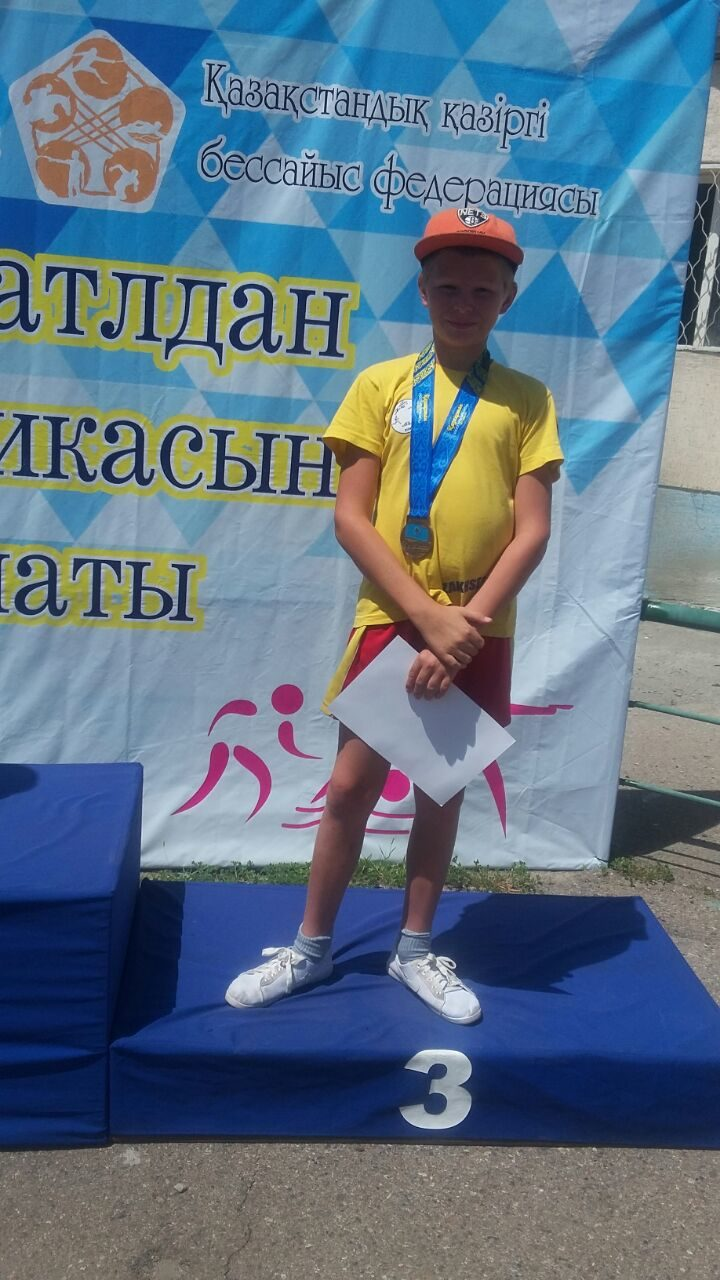 Қазақстандық қазіргі
бессайыс федерациясы
атлдан
икасын
наты
3